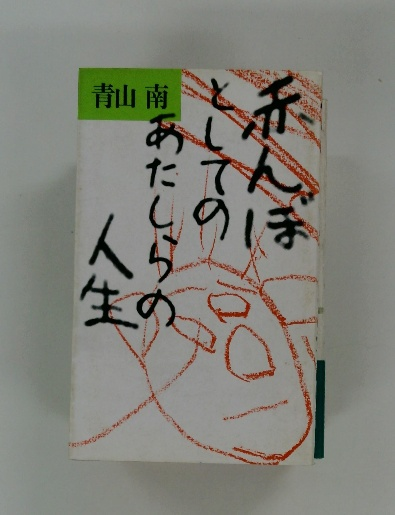 赤んぼ
としての
あたしらの
人生
青山 南